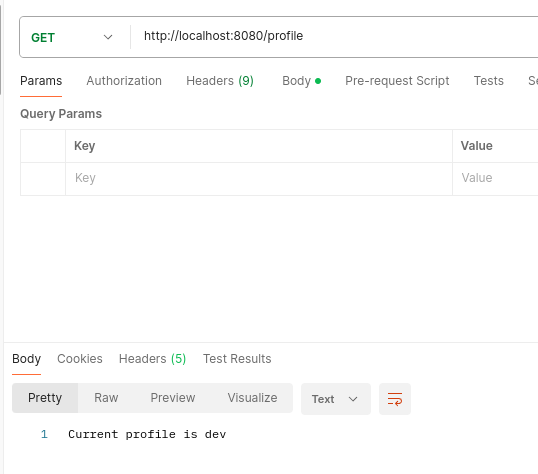 GET http://localhost:8080/profile
Params Authorization Headers (9) Body Pre-request Script Tests
Query Params
Key Value
Key Value
Body Cookies Headers (5) Test Results
Pretty Raw Preview Visualize Text
1 Current profile is dev